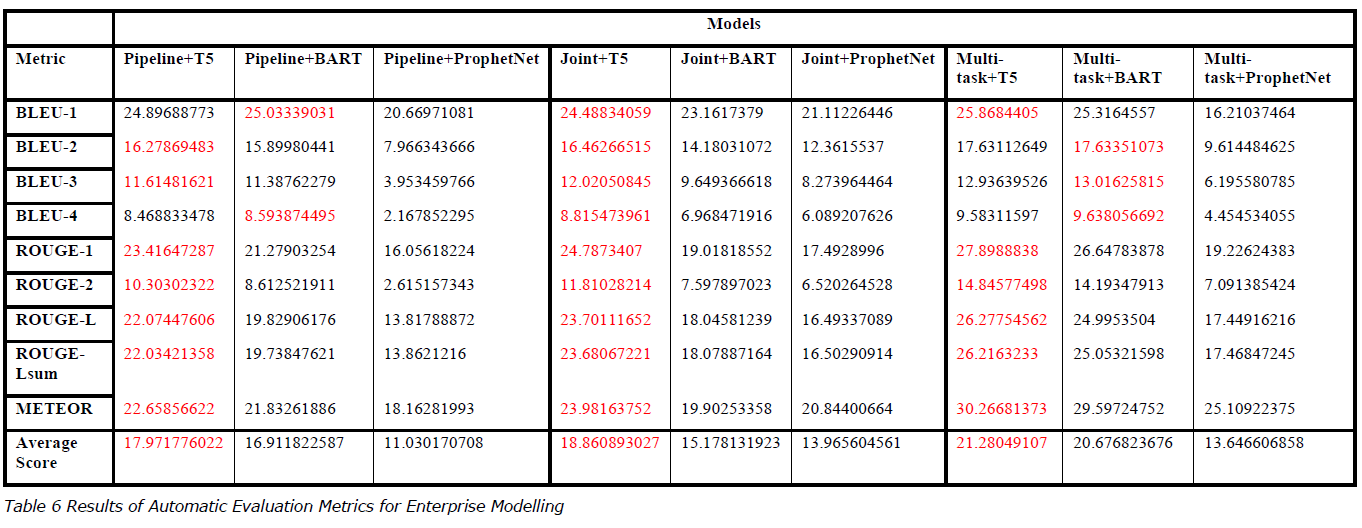 Models
Metric Pipeline+T5 Pipeline+BART Pipeline+ProphetNet Joint+T5 Joint+BART Joint+ProphetNet Multi-task+T5 Multi-task+BART Multi-task+ProphetNet
BLEU-1 24.89688773 25.03339031 20.66971081 24.48834059 23.1617379 21.11226446 25.8684405 25.3164557 16.21037464
BLEU-2 16.27869483 15.89980441 7.966343666 16.46266515 14.18031072 12.3615537 17.63112649 17.63351073 9.614484625
BLEU-3 11.61481621 11.38762279 3.953459766 12.02050845 9.649366618 8.273964464 12.93639526 13.01625815 6.195580785
BLEU-4 8.468833478 8.593874495 2.167852295 8.815473961 6.968471916 6.089207626 9.58311597 9.638056692 4.454534055
ROUGE-1 23.41647287 21.27903254 16.05618224 24.7873407 19.01818552 17.4928996 27.8988838 26.64783878 19.22624383
ROUGE-2 10.30302322 8.612521911 2.615157343 11.81028214 7.597897023 6.520264528 14.84577498 14.19347913 7.091385424
ROUGE-L 22.07447606 19.82906176 13.81788872 23.70111652 18.04581239 16.49337089 26.27754562 24.9953504 17.44916216
ROUGE-Lsum 22.03421358 19.73847621 13.8621216 23.68067221 18.07887164 16.50290914 26.2163233 25.05321598 17.46847245
METEOR 22.65856622 21.83261886 18.16281993 23.98163752 19.90253358 20.84400664 30.26681373 29.59724752 25.10922375
Average Score 17.971776022 16.911822587 11.030170708 18.860893027 15.178131923 13.965604561 21.28049107 20.676823676 13.646606858
Table 6 Results of Automatic Evaluation Metrics for Enterprise Modelling